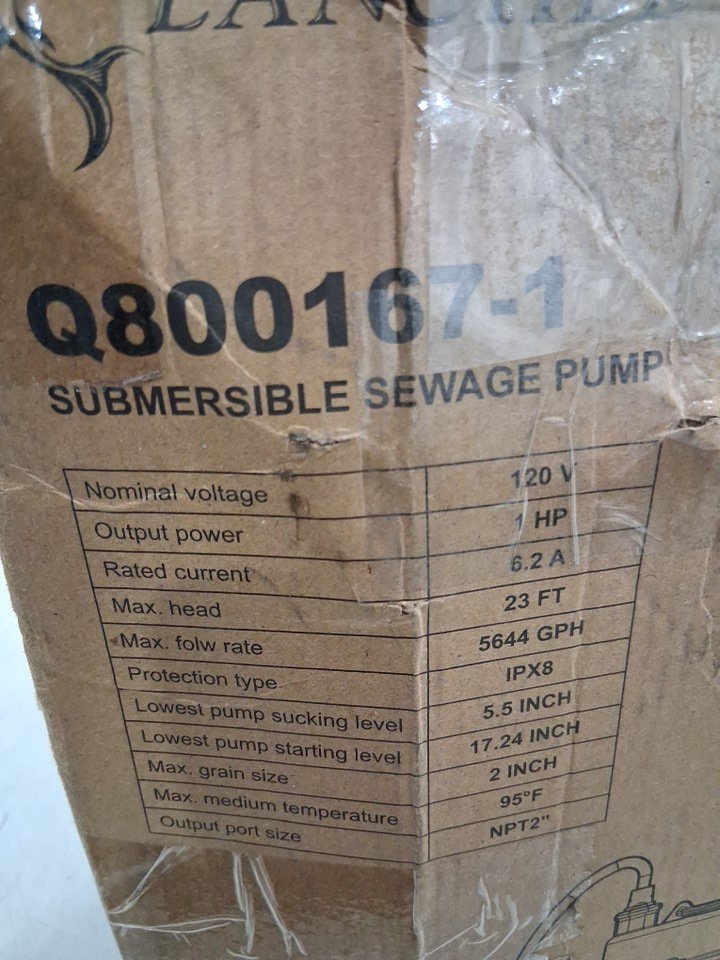 Q800167-1
SUBMERSIBLE SEWAGE PUMP
Nominal voltage 120 V
Output power 1 HP
Rated current 6.2 A
Max. head 23 FT
Max. folw rate 5644 GPH
Protection type IPX8
Lowest pump sucking level 5.5 INCH
Lowest pump starting level 17.24 INCH
Max. grain size 2 INCH
Max. medium temperature 95°F
Output port size NPT2"